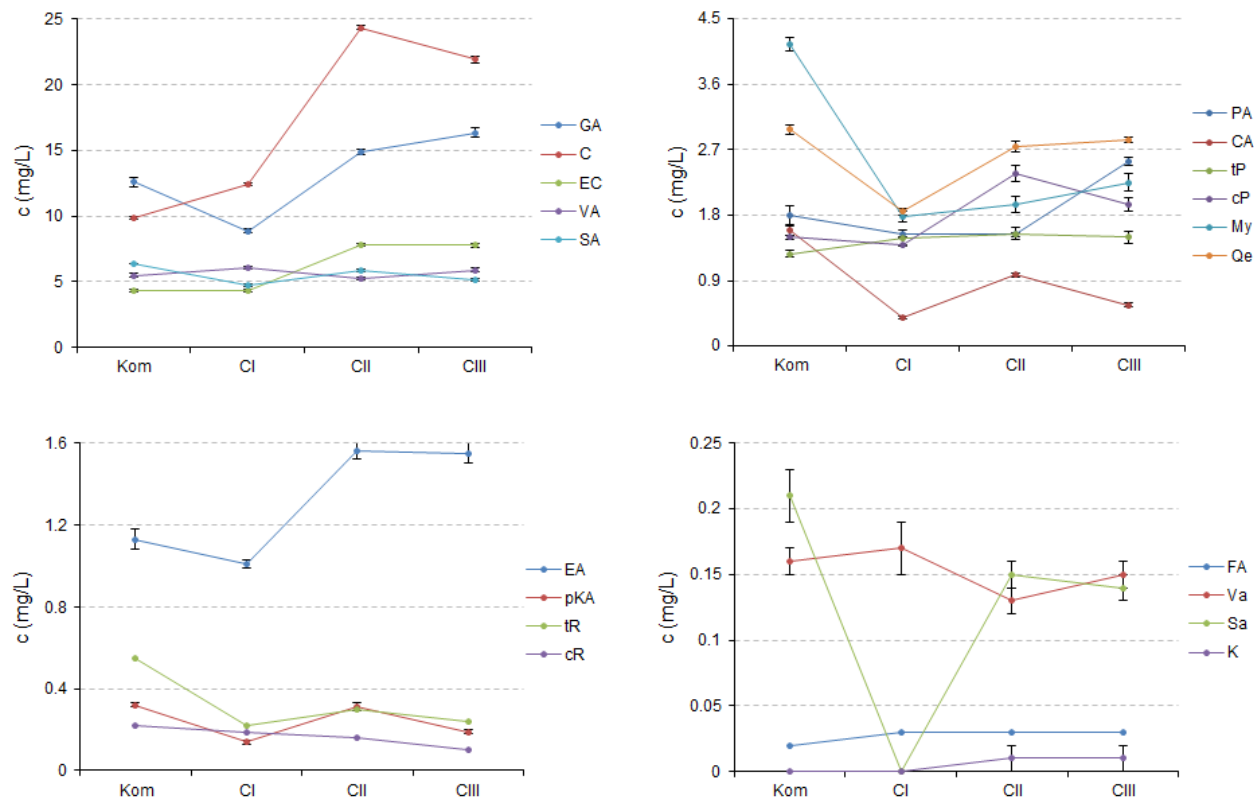 c (mg/L)
25
20
15
10
5
0
Kom CI CII CIII
GA
C
EC
VA
SA
c (mg/L)
4.5
3.6
2.7
1.8
0.9
0
Kom CI CII CIII
PA
CA
tP
cP
My
Qe
c (mg/L)
1.6
1.2
0.8
0.4
0
Kom CI CII CIII
EA
pKA
tR
cR
c (mg/L)
0.25
0.2
0.15
0.1
0.05
0
Kom CI CII CIII
FA
Va
Sa
K